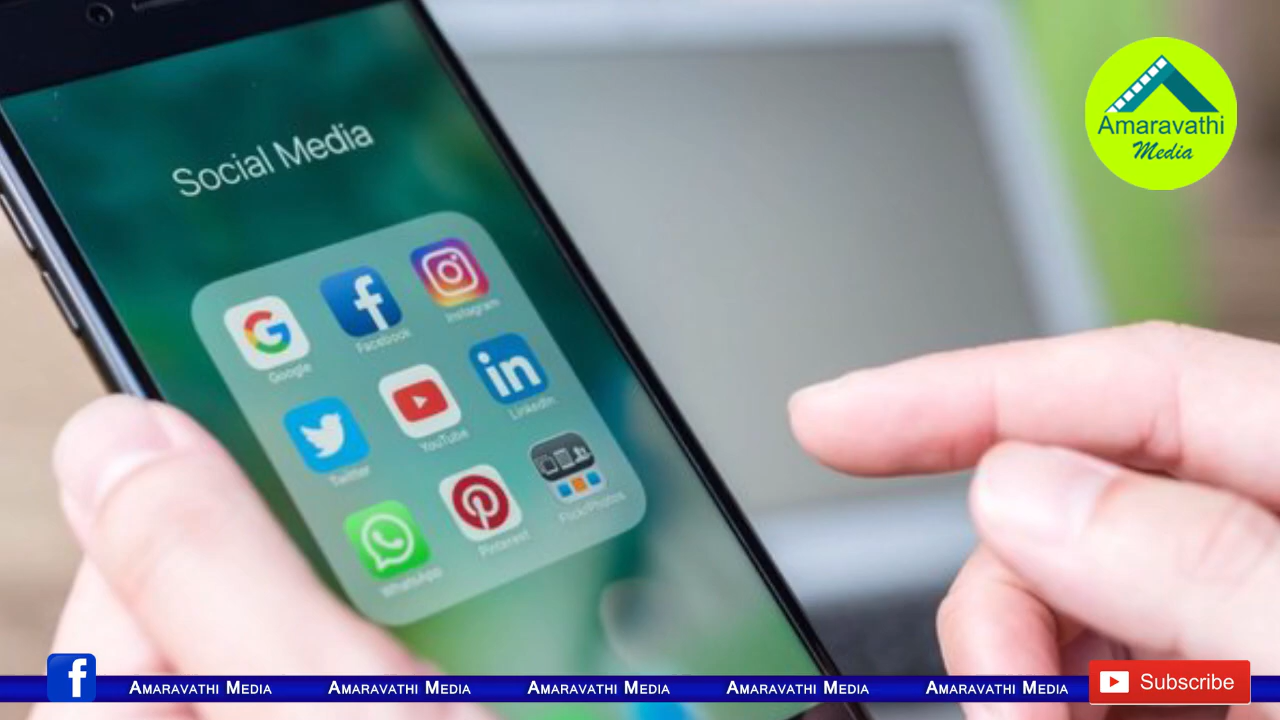 Social Media
Google
Facebook
Instagram
Twitter
YouTube
LinkedIn
WhatsApp
Pinterest
Amaravathi
Media
Amaravathi Media Amaravathi Media Amaravathi Media Amaravathi Media Amaravathi Media
Subscribe